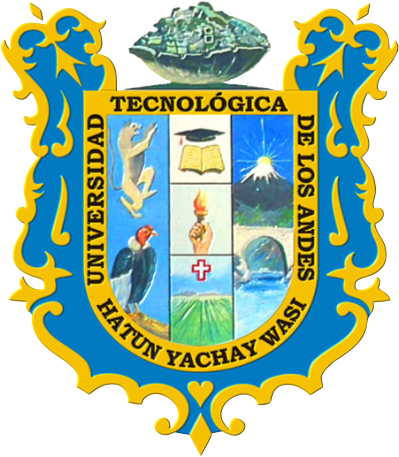 UNIVERSIDAD
TECNOLÓGICA
DE LOS ANDES
HATUN YACHAY WASI